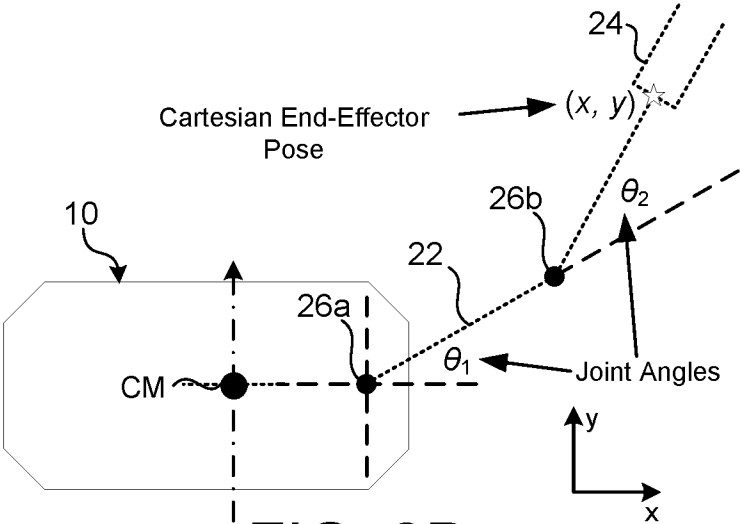 24
Cartesian End-Effector
Pose
(x, y)
26b
θ2
10
22
26a
θ1
CM
Joint Angles
y
x